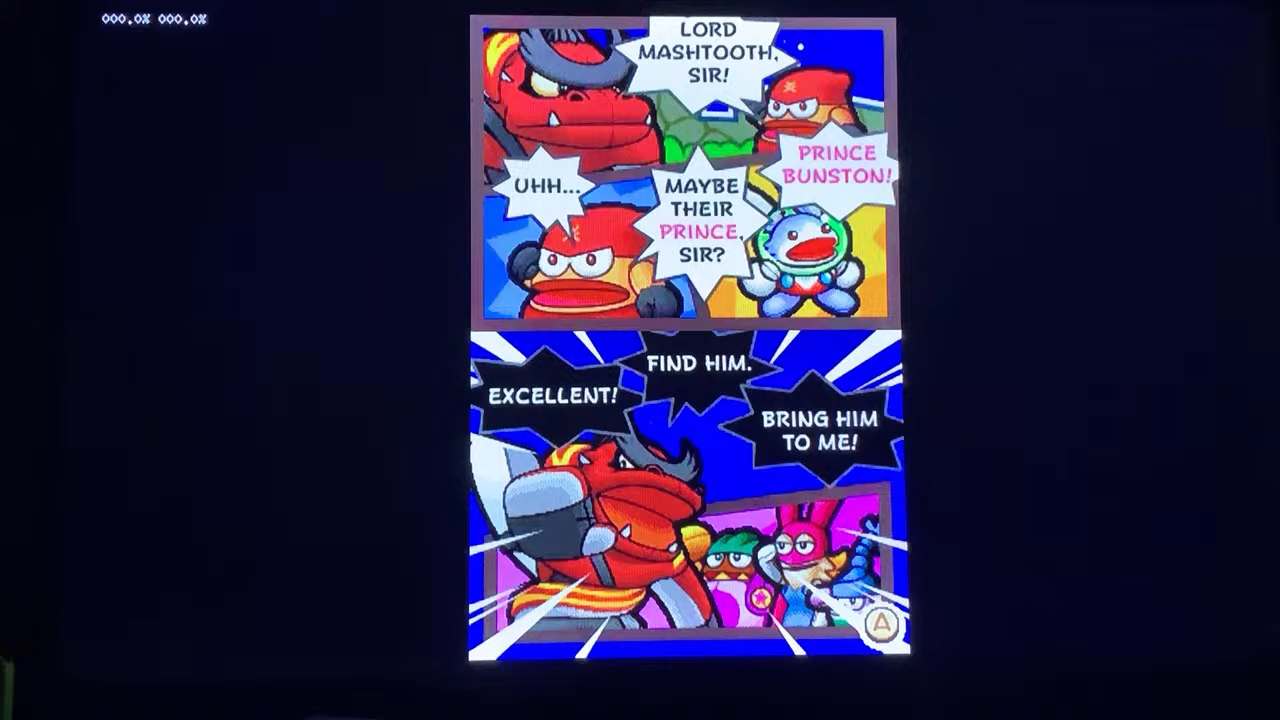 000.0% 000.0%
LORD
MASHTOOTH,
SIR!
PRINCE
BUNSTON!
UHH...
MAYBE
THEIR
PRINCE,
SIR?
FIND HIM.
EXCELLENT!
BRING HIM
TO ME!
A